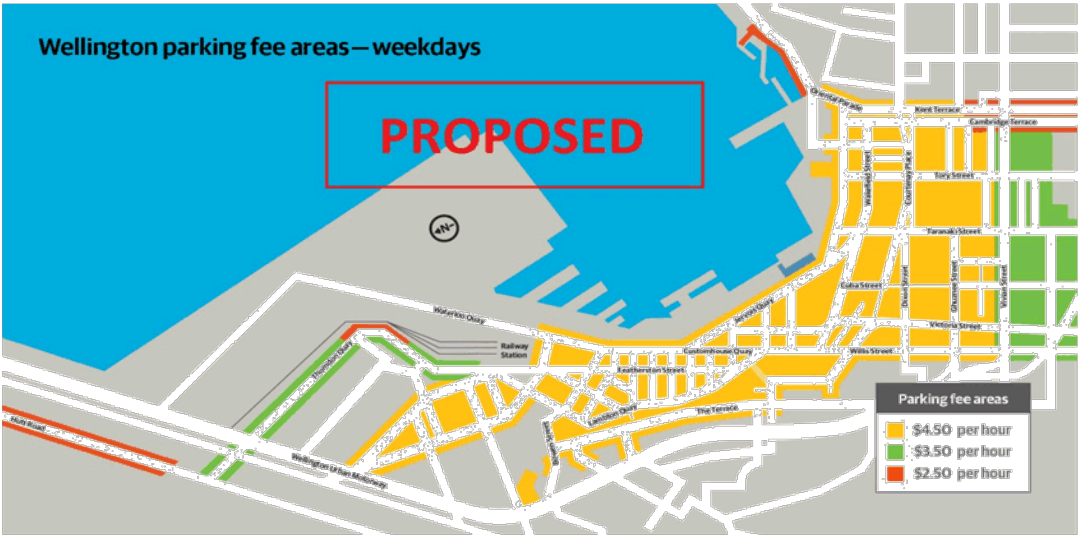 Wellington parking fee areas – weekdays
PROPOSED
N
Oriental Parade
Kent Terrace
Cambridge Terrace
Wakefield Street
Courtenay Place
Tory Street
Taranaki Street
Cuba Street
Dixon Street
Ghuznee Street
Vivian Street
Victoria Street
Willis Street
Jervois Quay
Waterloo Quay
Customhouse Quay
Featherston Street
Railway
Station
Thorndon Quay
Lambton Quay
The Terrace
Bowen Street
Hutt Road
Wellington Urban Motorway
Parking fee areas
$4.50 per hour
$3.50 per hour
$2.50 per hour